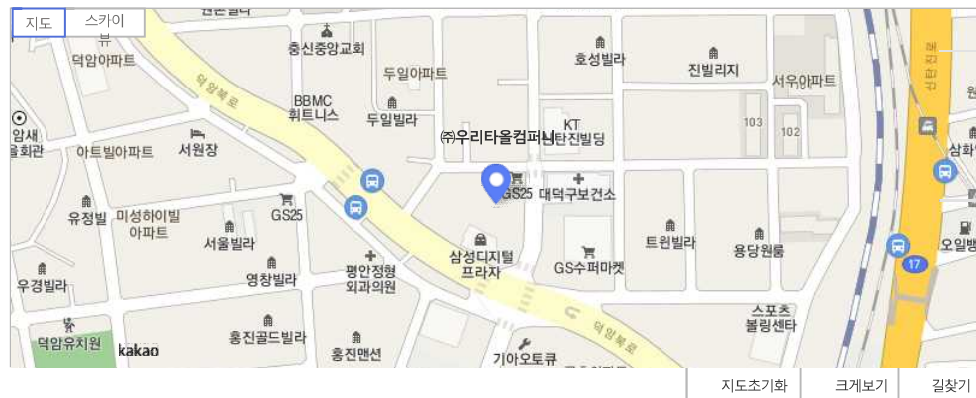 지도
스카이
뷰
충신중앙교회
덕암아파트
두일아파트
호성빌라
진빌리지
서우아파트
신탄진로
덕암북로
BBMC
휘트니스
두일빌라
103
102
암새
을회관
아트빌아파트
서원장
㈜우리타올컴퍼니
KT
탄진빌딩
삼화
유정빌
미성하이빌
아파트
GS25
GS25
대덕구보건소
서울빌라
트윈빌라
용당원룸
오일뱅
17
우경빌라
영창빌라
평안정형
외과의원
삼성디지털
프라자
GS수퍼마켓
덕암유치원
kakao
홍진골드빌라
홍진맨션
기아오토큐
덕암북로
스포츠
볼링센타
지도초기화
크게보기
길찾기